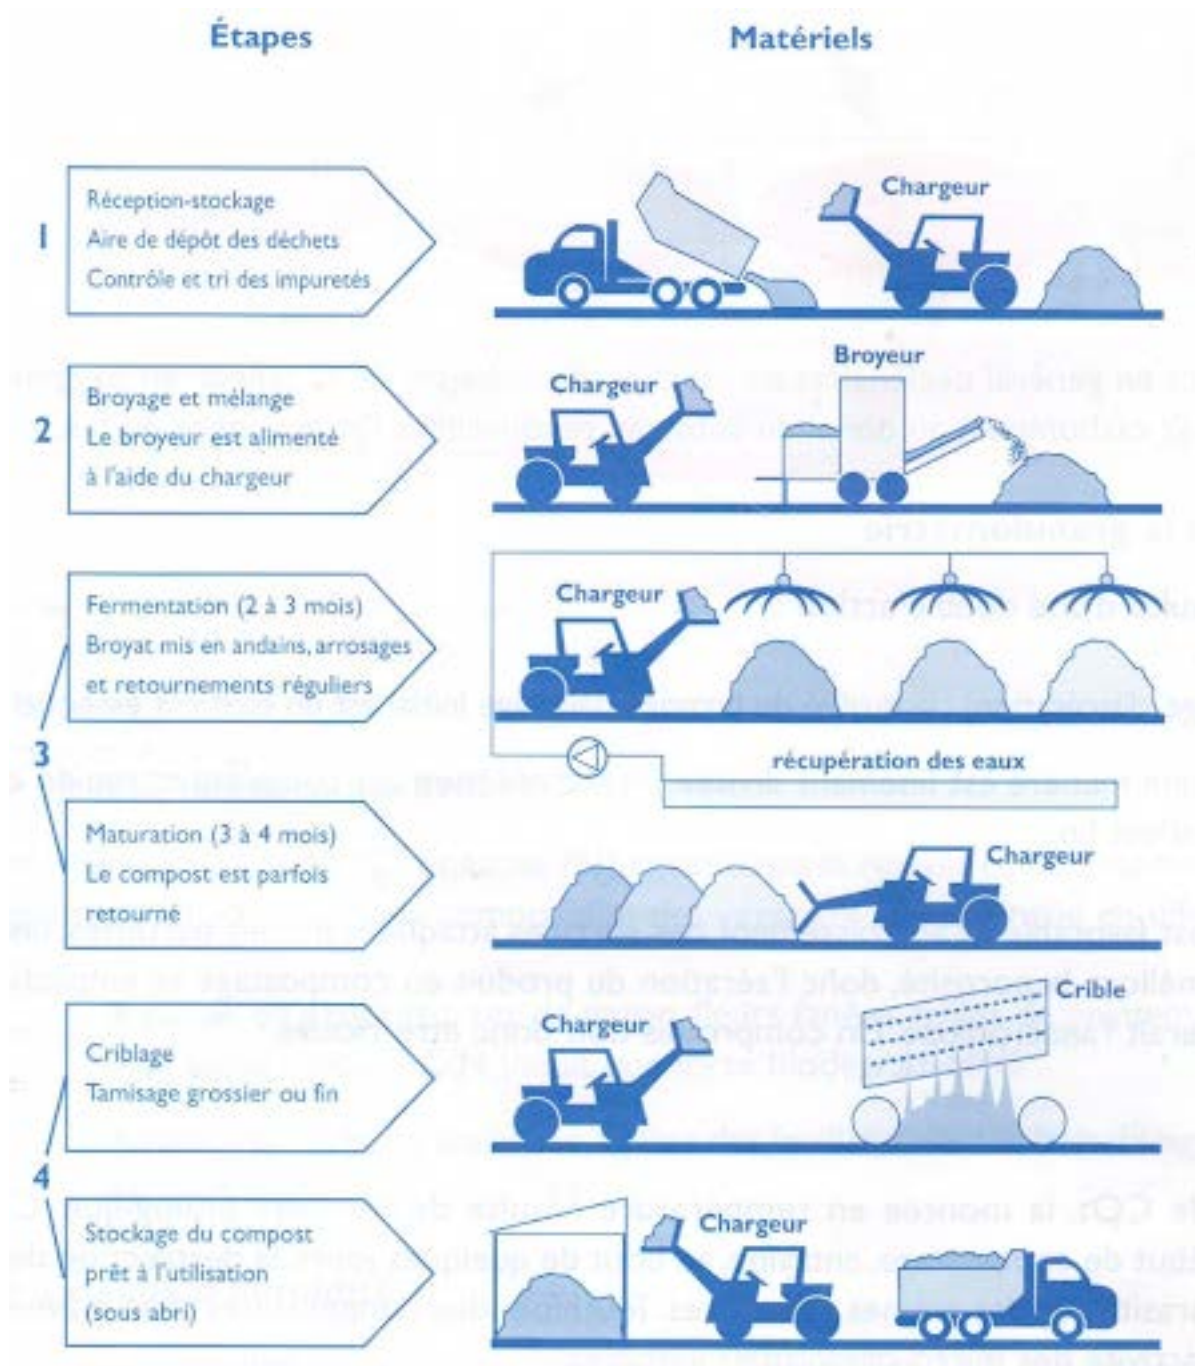 Étapes
Matériels
1
Réception-stockage
Aire de dépôt des déchets
Contrôle et tri des impuretés
Chargeur
2
Broyage et mélange
Le broyeur est alimenté
à l'aide du chargeur
Chargeur
Broyeur
3
Fermentation (2 à 3 mois)
Broyat mis en andains, arrosages
et retournements réguliers
Chargeur
récupération des eaux
Maturation (3 à 4 mois)
Le compost est parfois
retourné
Chargeur
4
Criblage
Tamisage grossier ou fin
Chargeur
Crible
Stockage du compost
prêt à l'utilisation
(sous abri)
Chargeur